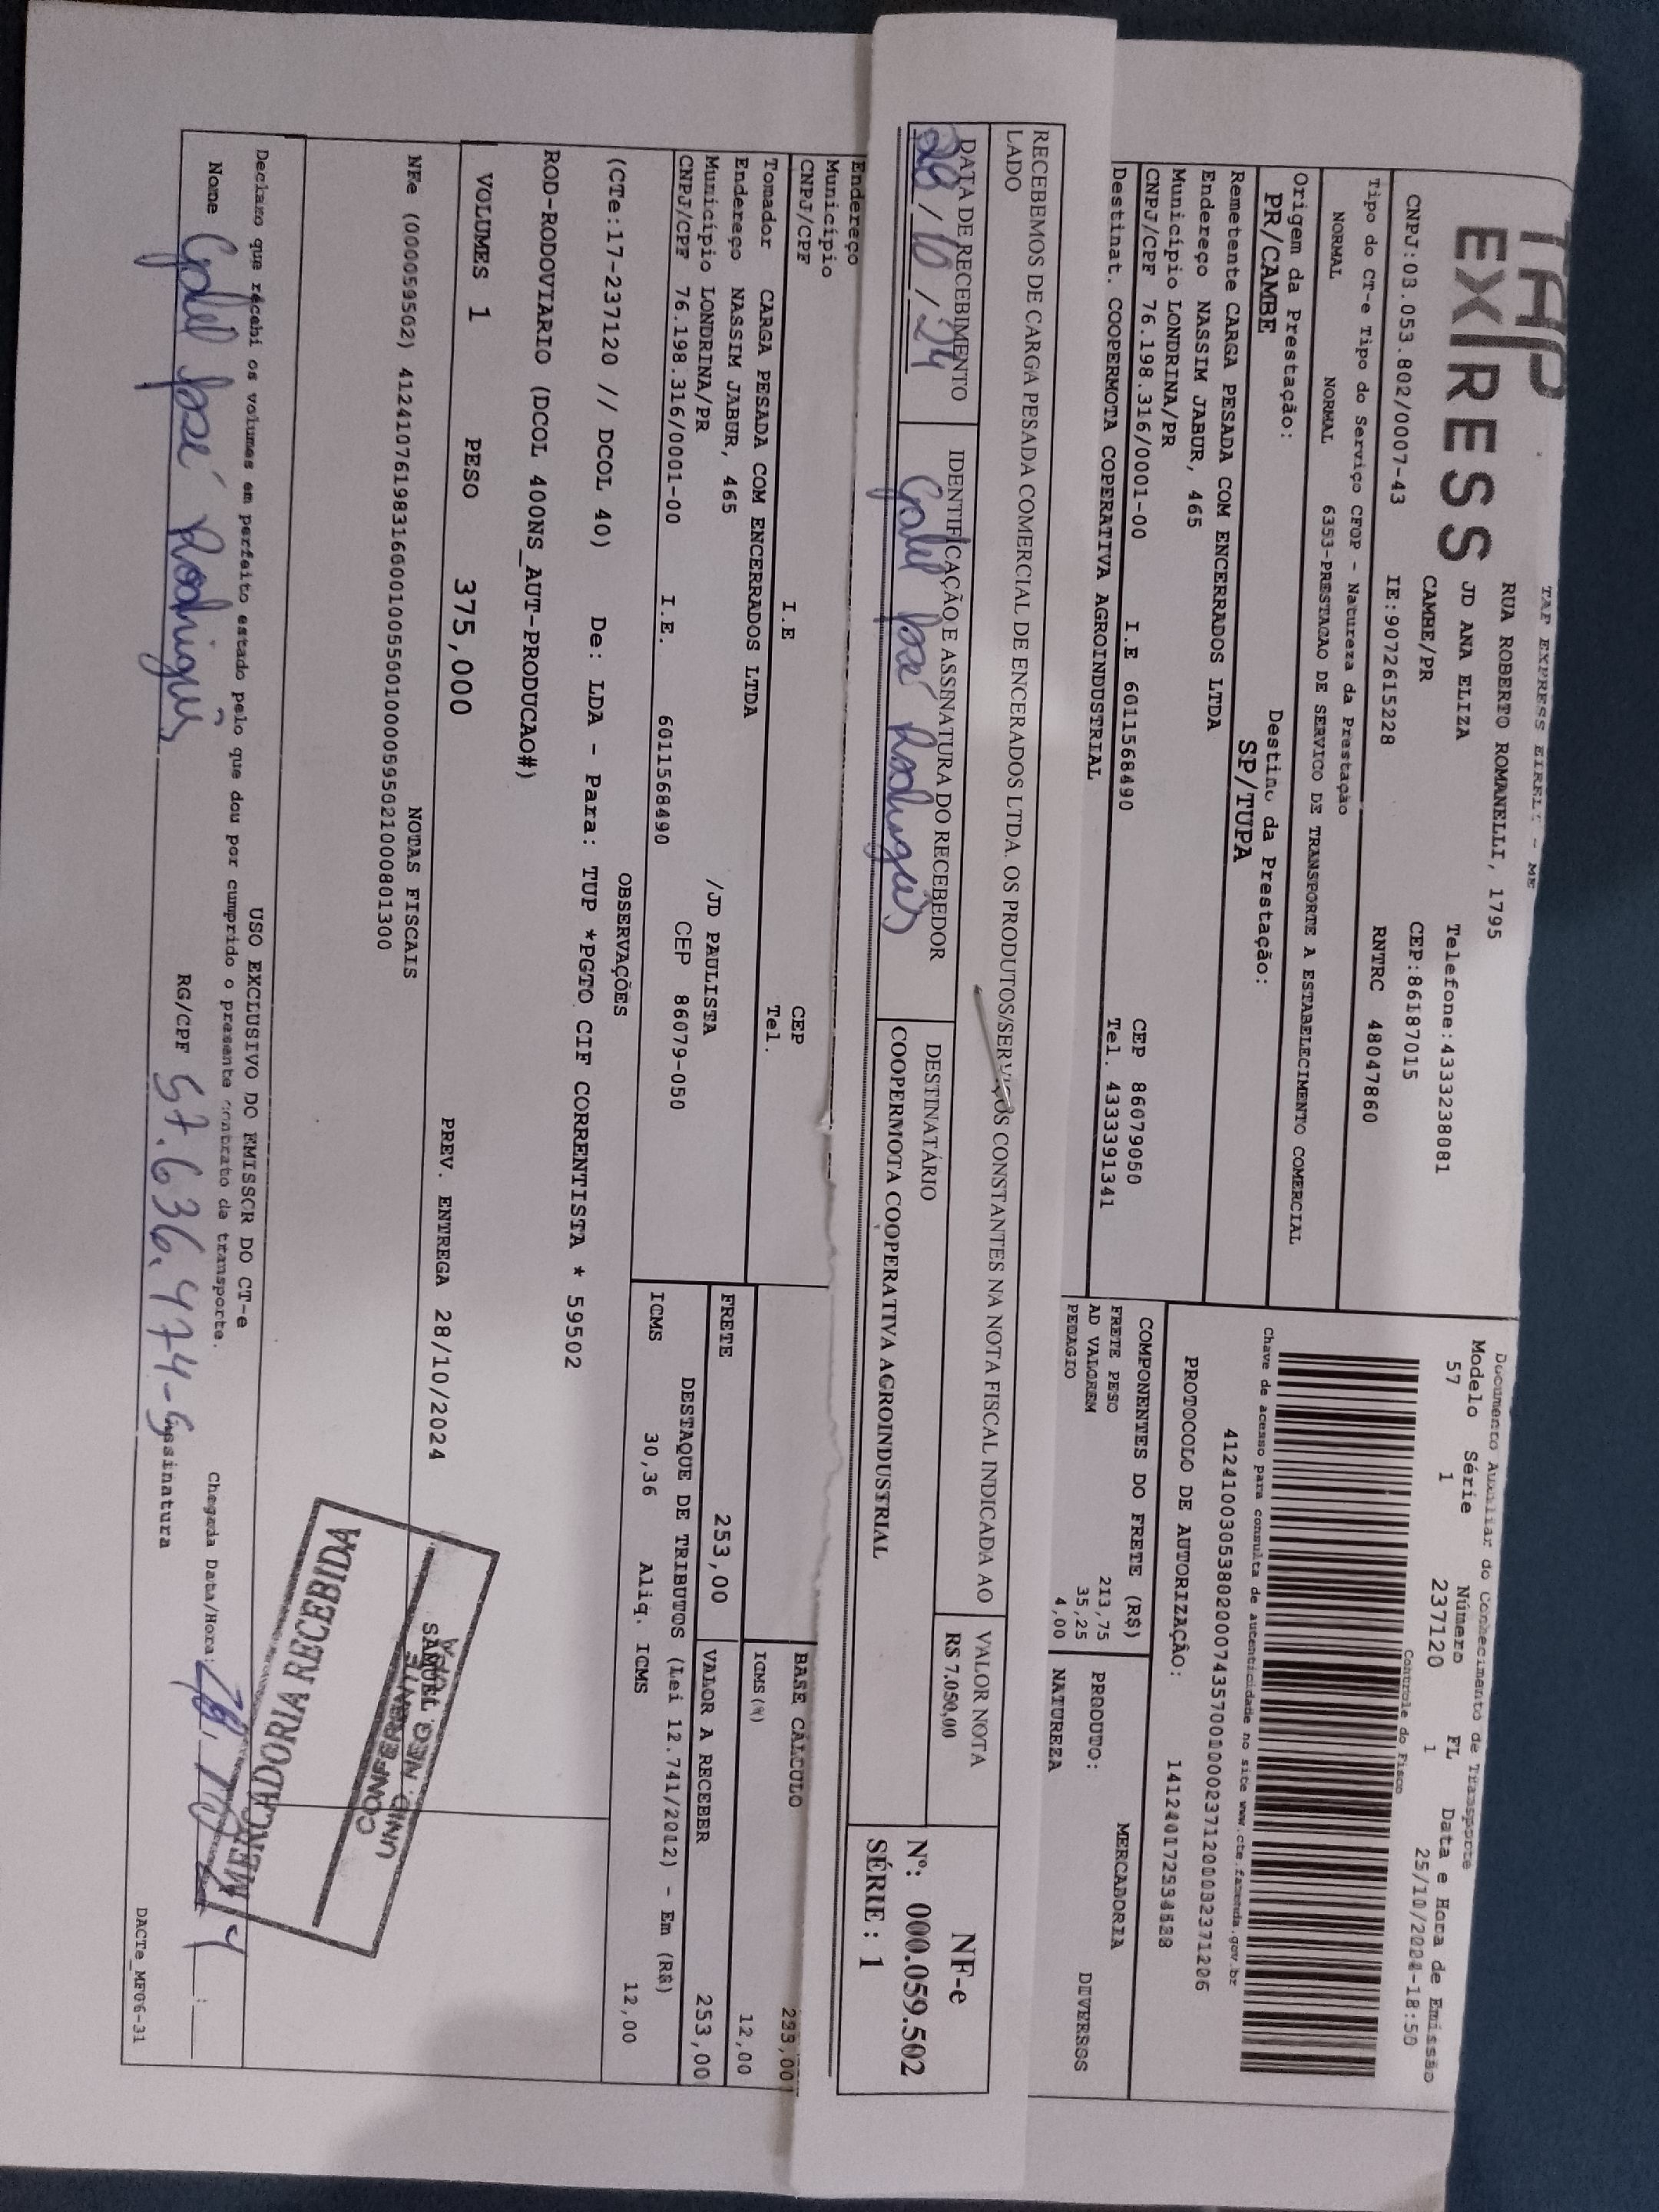 TAP
EXPRESS
TAP EXPRESS EIRELI - ME
RUA ROBERTO ROMANELLI, 1795
JD ANA ELIZA
CAMBE/PR
Telefone:4333238081
CEP:86187015
CNPJ:03.053.802/0007-43 IE:9072615228 RNTRC 48047860
Documento Auxiliar do Conhecimento de Transporte
Modelo Série Número FL Data e Hora de Emissão
57 1 237120 1 25/10/2024-18:50
Controle do Fisco
Chave de acesso para consulta de autenticidade no site www.cte.fazenda.gov.br
PROTOCOLO DE AUTORIZAÇÃO:
Tipo do CT-e Tipo do Serviço CFOP - Natureza da Prestação
NORMAL NORMAL 6353-PRESTACAO DE SERVICO DE TRANSPORTE A ESTABELECIMENTO COMERCIAL
Origem da Prestação: Destino da Prestação:
PR/CAMBE SP/TUPA
Remetente CARGA PESADA COM ENCERRADOS LTDA
Endereço NASSIM JABUR, 465
Município LONDRINA/PR CEP 86079050
CNPJ/CPF 76.198.316/0001-00 I.E 6011568490 Tel. 4333391341
Destinat. COOPERMOTA COOPERATIVA AGROINDUSTRIAL
COMPONENTES DO FRETE (R$) MERCADORIA
FRETE PESO 213,75 PRODUTO: DIVERSOS
AD VALOREM 35,25
PEDAGIO 4,00 NATUREZA
RECEBEMOS DE CARGA PESADA COMERCIAL DE ENCERADOS LTDA. OS PRODUTOS/SERVIÇOS CONSTANTES NA NOTA FISCAL INDICADA AO
LADO
VALOR NOTA
R$ 7.050,00
NF-e
Nº: 000.059.502
SÉRIE : 1
DATA DE RECEBIMENTO IDENTIFICAÇÃO E ASSINATURA DO RECEBEDOR DESTINATÁRIO
28/10/24 José Rodrigues COOPERMOTA COOPERATIVA AGROINDUSTRIAL
Endereço
Município CEP
CNPJ/CPF I.E Tel.
Tomador CARGA PESADA COM ENCERRADOS LTDA
Endereço NASSIM JABUR, 465 /JD PAULISTA
Município LONDRINA/PR CEP 86079-050
CNPJ/CPF 76.198.316/0001-00 I.E. 6011568490
BASE CALCULO 253,00
ICMS(%) 12,00
FRETE 253,00 VALOR A RECEBER 253,00
DESTAQUE DE TRIBUTOS (Lei 12.741/2012) - Em (R$)
ICMS 30,36 Aliq. ICMS 12,00
OBSERVAÇÕES
(CTe:17-237120 // DCOL 40) De: LDA - Para: TUP *PGTO CIF CORRENTISTA * 59502
ROD-RODOVIARIO (DCOL 400NS_AUT-PRODUCAO#)
VOLUMES 1 PESO 375,000 PREV. ENTREGA 28/10/2024
NOTAS FISCAIS
NFe (000059502) 41241076198316000100550010000595021000801300
SAMUEL
CONFERENTE
MERCADORIA RECEBIDA
USO EXCLUSIVO DO EMISSOR DO CT-e
Declaro que recebi os volumes em perfeito estado pelo que dou por cumprido o presente contrato de transporte.
Chegada Data/Hora:
Nome José Rodrigues RG/CPF 57.636.474-9 Assinatura
DACTe_MF06-31